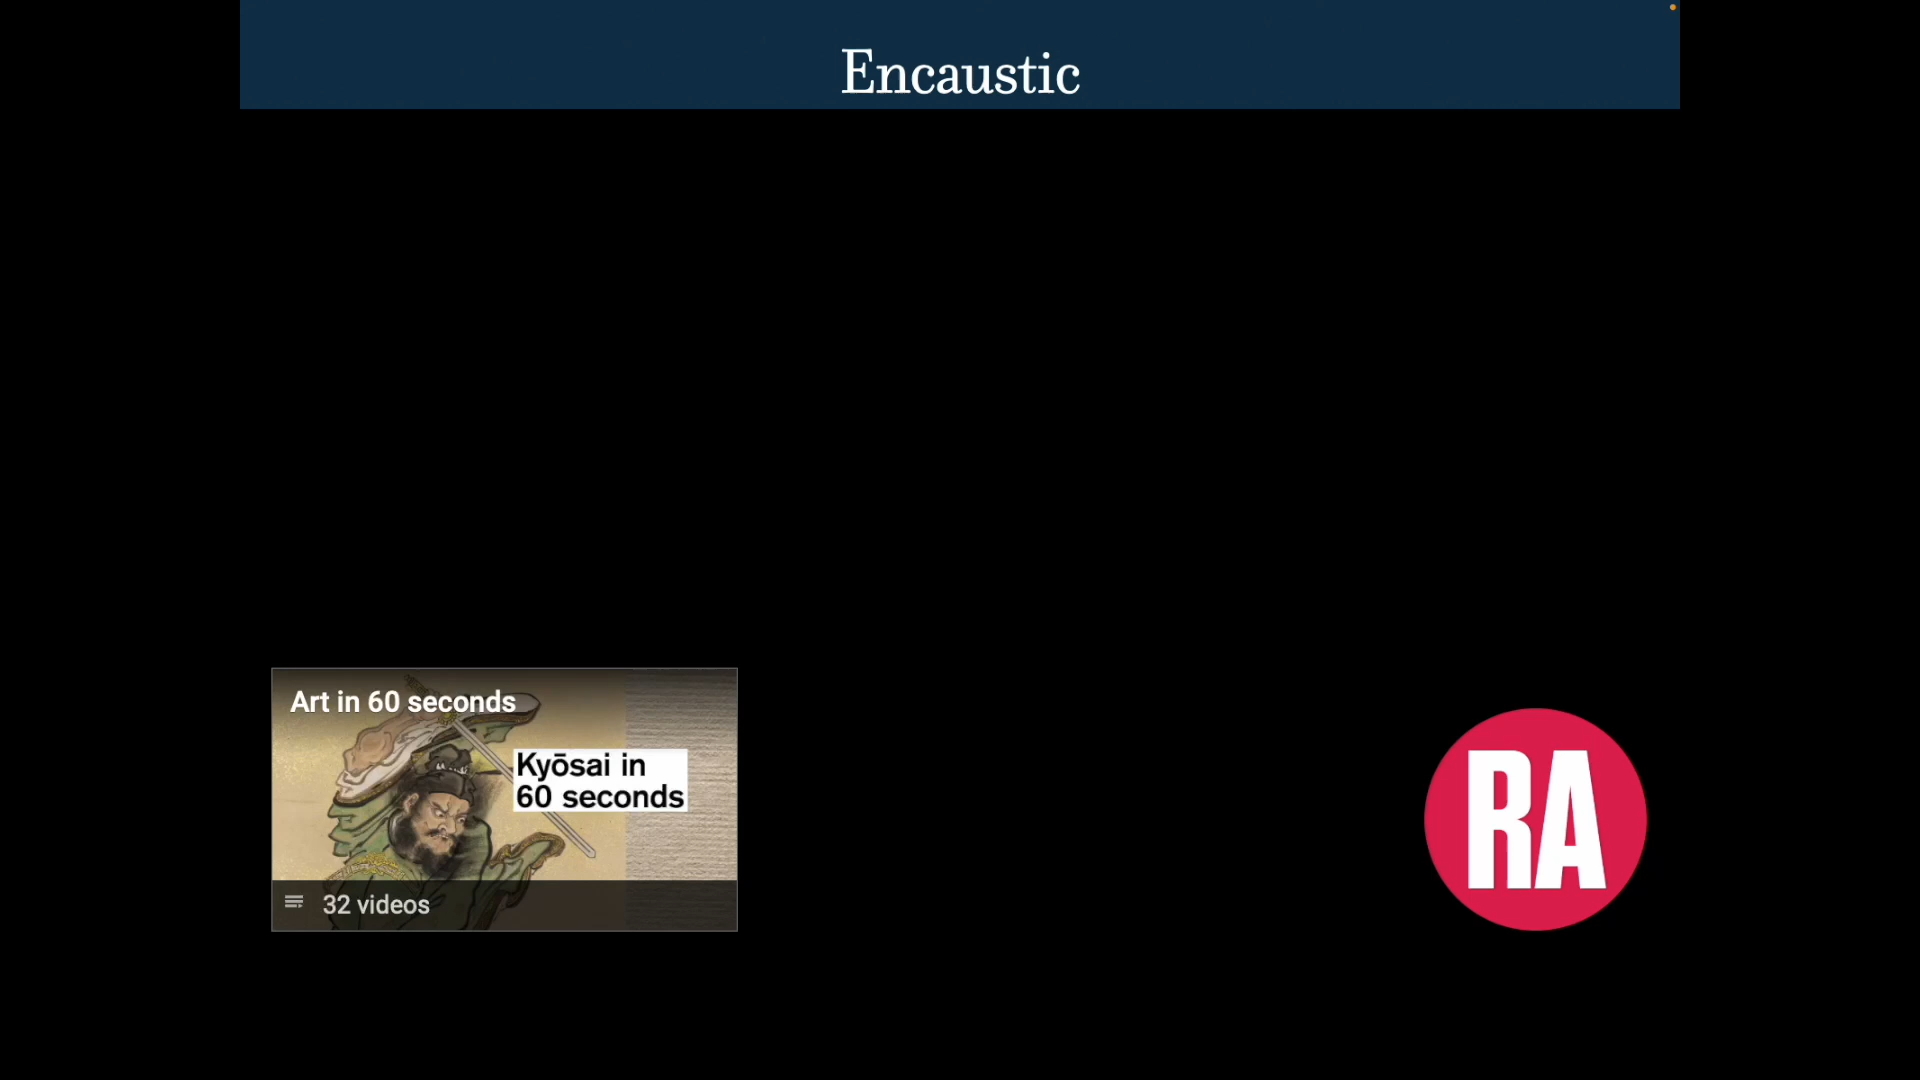 Encaustic
Art in 60 seconds
Kyōsai in
60 seconds
32 videos
RA